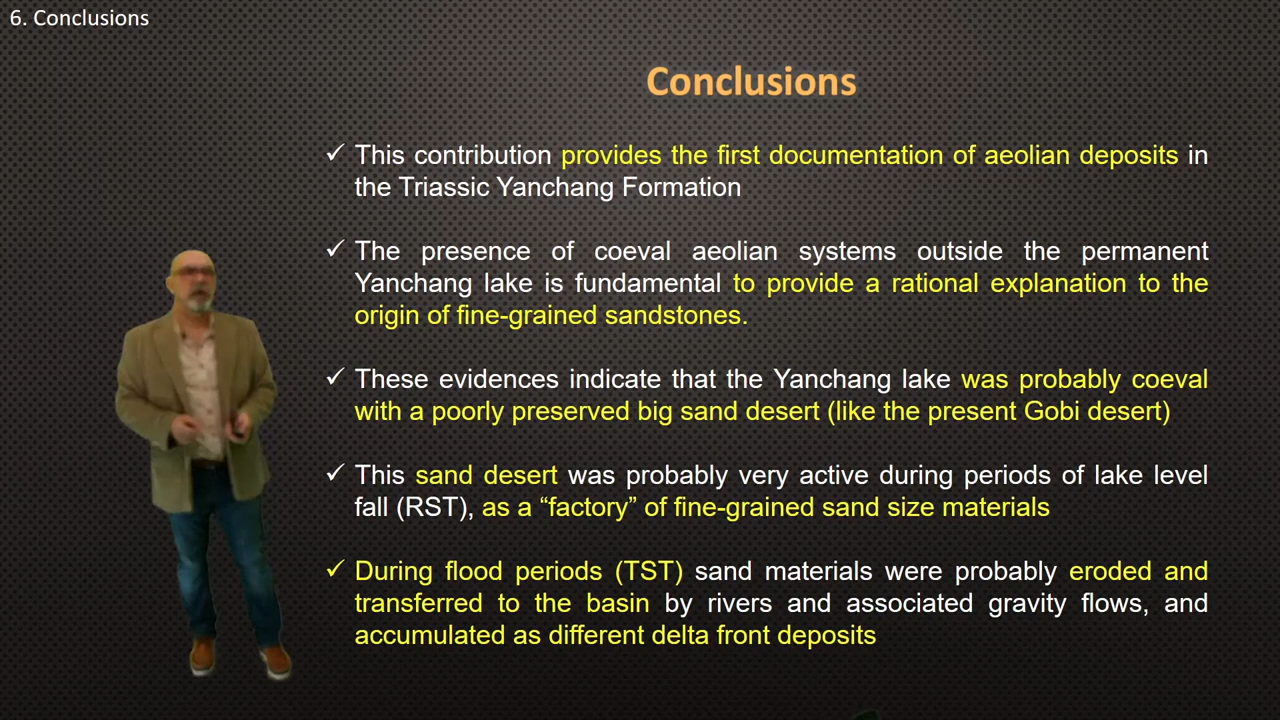 6. Conclusions
Conclusions
✓ This contribution provides the first documentation of aeolian deposits in
the Triassic Yanchang Formation
✓ The presence of coeval aeolian systems outside the permanent
Yanchang lake is fundamental to provide a rational explanation to the
origin of fine-grained sandstones.
✓ These evidences indicate that the Yanchang lake was probably coeval
with a poorly preserved big sand desert (like the present Gobi desert)
✓ This sand desert was probably very active during periods of lake level
fall (RST), as a “factory” of fine-grained sand size materials
✓ During flood periods (TST) sand materials were probably eroded and
transferred to the basin by rivers and associated gravity flows, and
accumulated as different delta front deposits